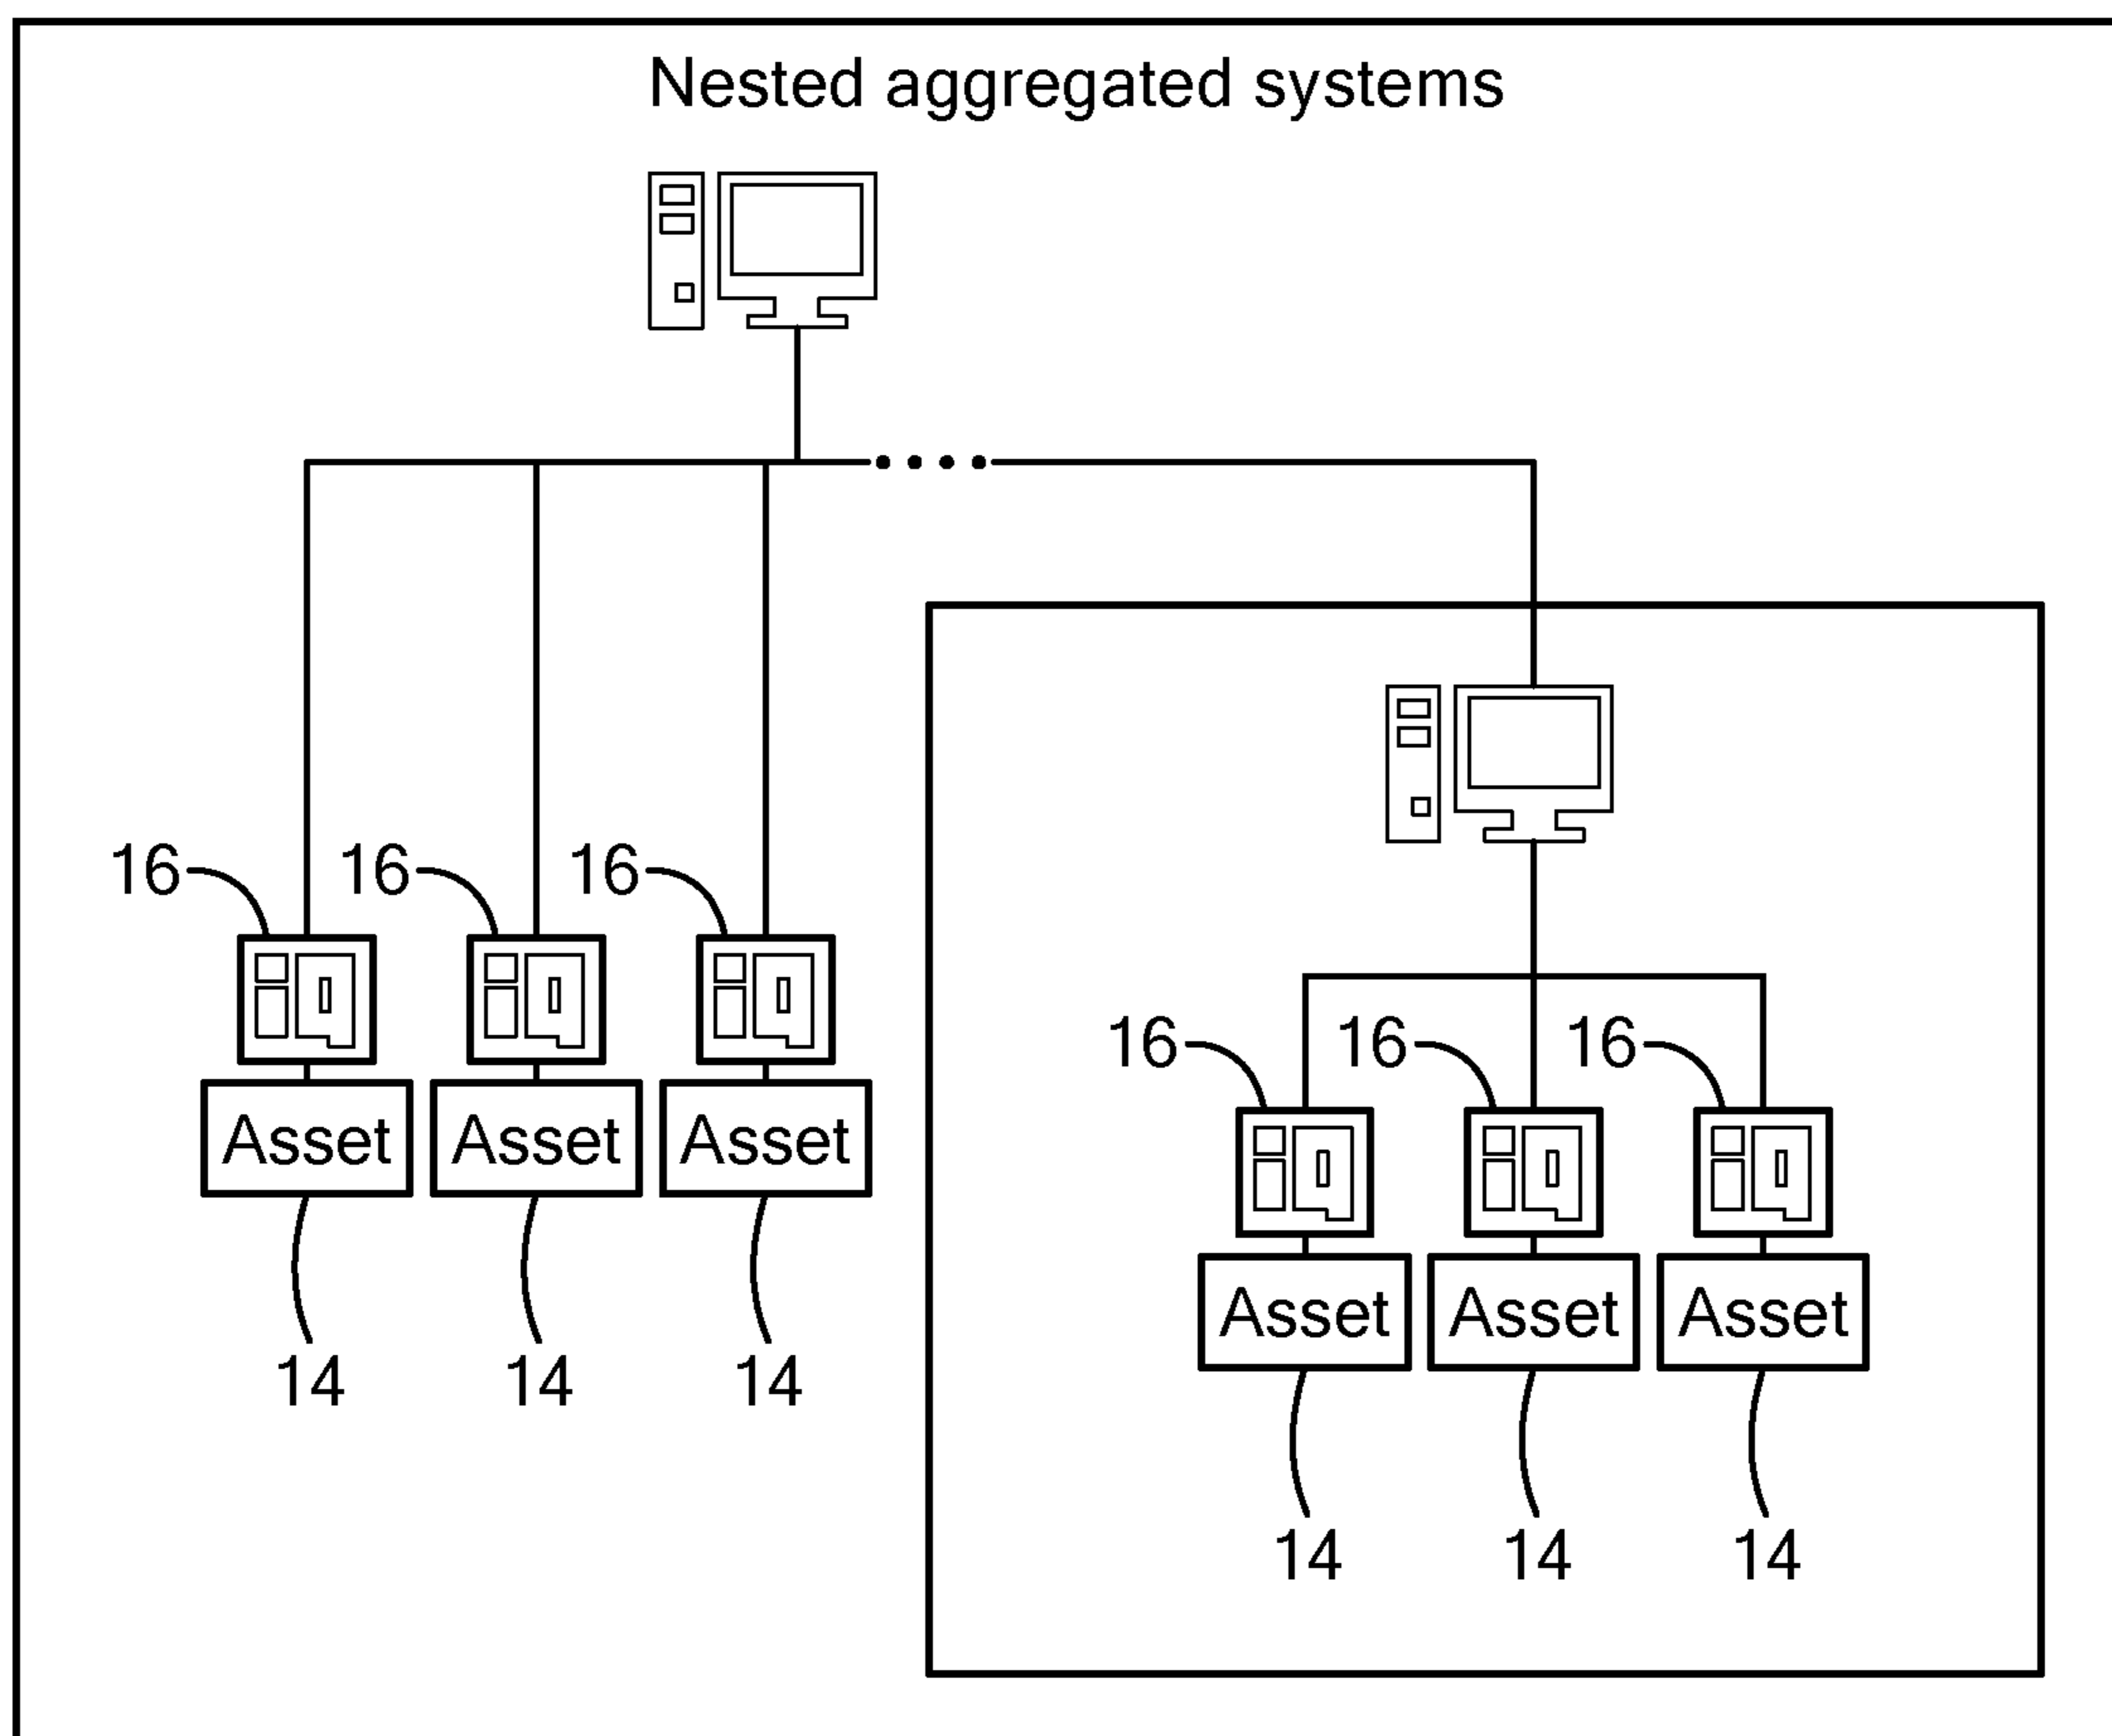 Nested aggregated systems
16 16 16
Asset Asset Asset
14 14 14
16 16 16
Asset Asset Asset
14 14 14